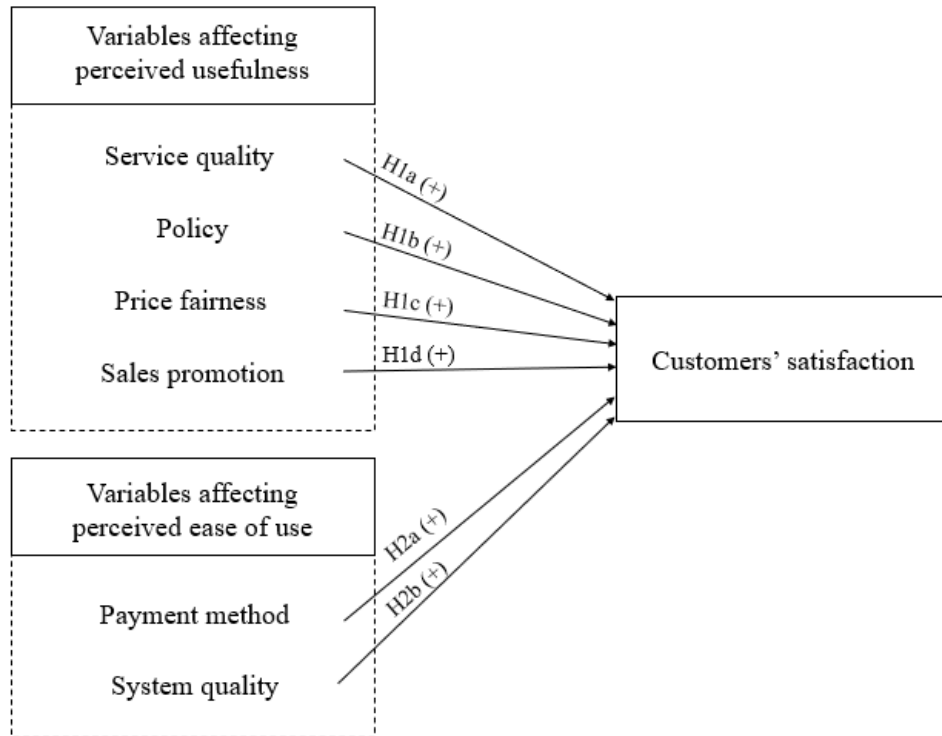 Variables affecting
perceived usefulness
Service quality
H1a (+)
Policy
H1b (+)
Price fairness
H1c (+)
Sales promotion
H1d (+)
Customers’ satisfaction
Variables affecting
perceived ease of use
Payment method
H2a (+)
System quality
H2b (+)